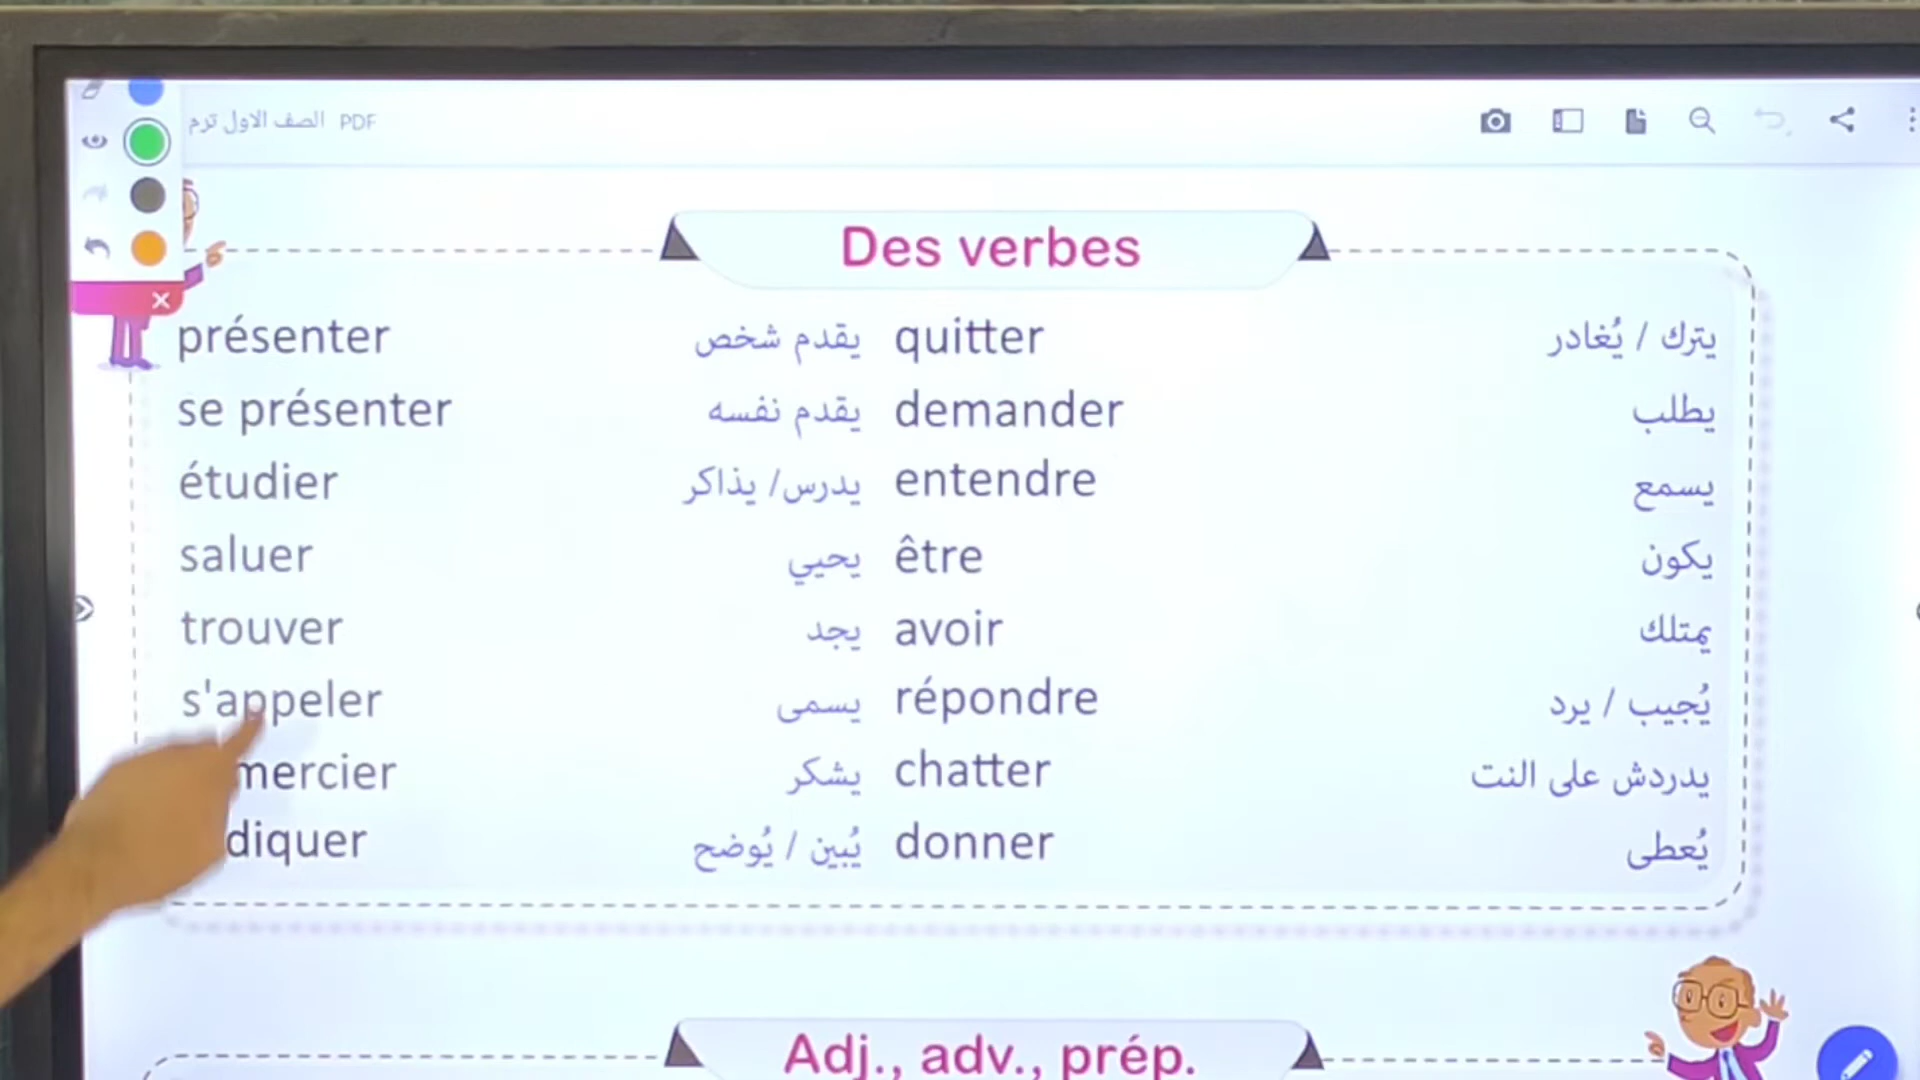 الصف الاول ترم PDF
Des verbes
présenter يقدم شخص quitter يترك / يُغادر
se présenter يقدم نفسه demander يطلب
étudier يدرس/ يذاكر entendre يسمع
saluer يحيي être يكون
trouver يجد avoir يمتلك
s'appeler يسمى répondre يُجيب / يرد
mercier يشكر chatter يدردش على النت
diquer يُبين / يُوضح donner يُعطى
Adj., adv., prép.